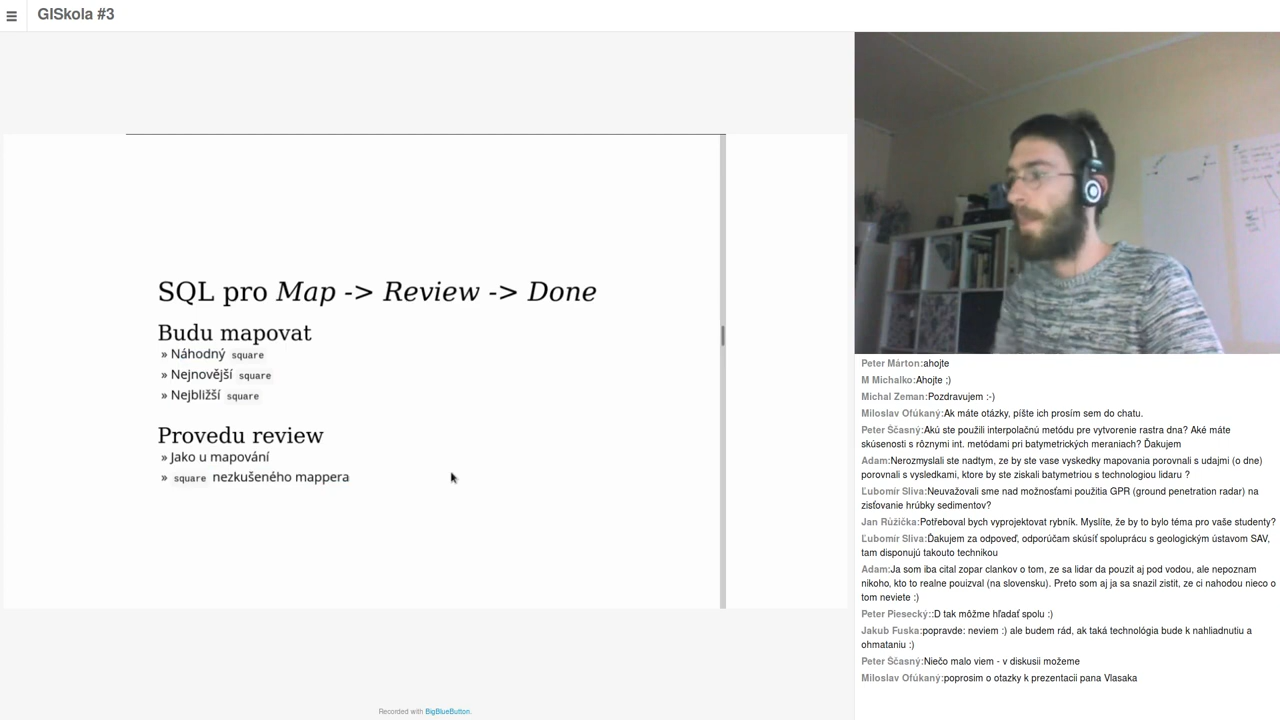 GISkola #3
SQL pro Map -> Review -> Done
Budu mapovat
» Náhodný square
» Nejnovější square
» Nejbližší square
Provedu review
» Jako u mapování
» square nezkušeného mappera
Recorded with BigBlueButton.
Peter Márton:ahojte
M Michalko:Ahojte ;)
Michal Zeman:Pozdravujem :-)
Miloslav Ofúkaný:Ak máte otázky, píšte ich prosím sem do chatu.
Peter Ščasný:Akú ste použili interpolačnú metódu pre vytvorenie rastra dna? Aké máte
skúsenosti s rôznymi int. metódami pri batymetrických meraniach? Ďakujem
Adam:Nerozmyslali ste nadtym, ze by ste vase vyskedky mapovania porovnali s udajmi (o dne)
porovnali s vysledkami, ktore by ste ziskali batymetriou s technologiou lidaru ?
Ľubomír Sliva:Neuvažovali sme nad možnosťami použitia GPR (ground penetration radar) na
zisťovanie hrúbky sedimentov?
Jan Růžička:Potřeboval bych vyprojektovat rybník. Myslíte, že by to bylo téma pro vaše studenty?
Ľubomír Sliva:Ďakujem za odpoveď, odporúčam skúsiť spoluprácu s geologickým ústavom SAV,
tam disponujú takouto technikou
Adam:Ja som iba cital zopar clankov o tom, ze sa lidar da pouzit aj pod vodou, ale nepoznam
nikoho, kto to realne pouizval (na slovensku). Preto som aj ja sa snazil zistit, ze ci nahodou nieco o
tom neviete :)
Peter Piesecký::D tak môžme hľadať spolu :)
Jakub Fuska:popravde: neviem :) ale budem rád, ak taká technológia bude k nahliadnutiu a
ohmataniu :)
Peter Ščasný:Niečo malo viem - v diskusii možeme
Miloslav Ofúkaný:poprosim o otazky k prezentacii pana Vlasaka